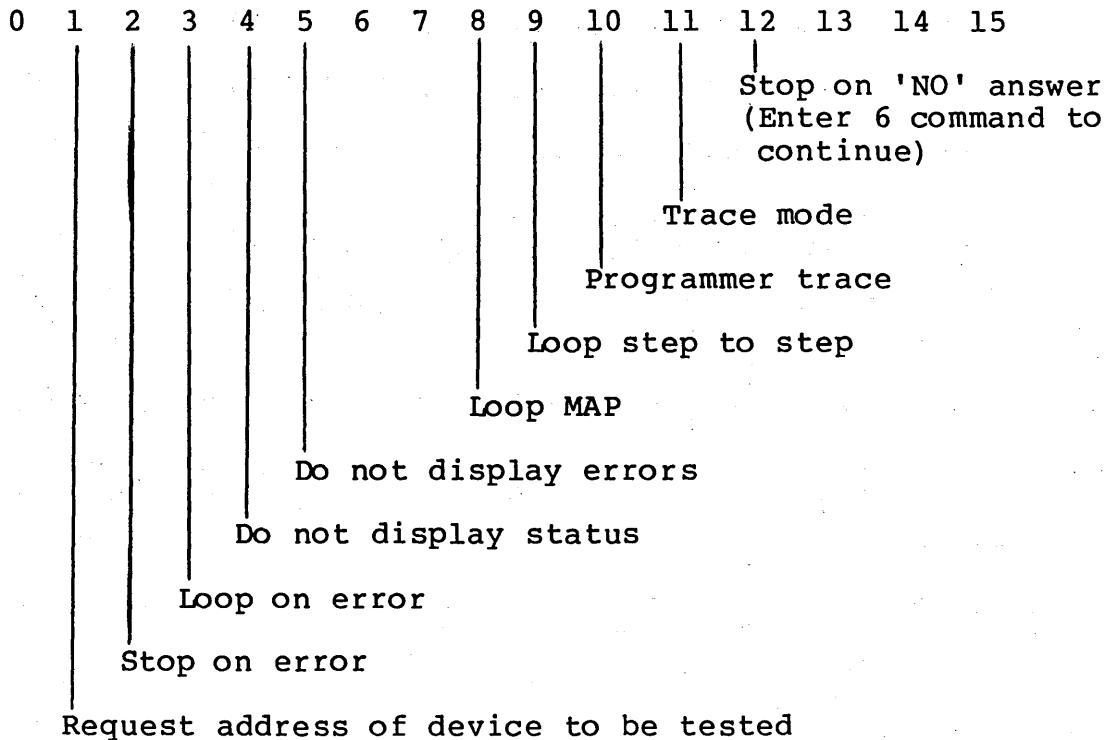 0 1 2 3 4 5 6 7 8 9 10 11 12 13 14 15
Stop on 'NO' answer
(Enter 6 command to
continue)
Trace mode
Programmer trace
Loop step to step
Loop MAP
Do not display errors
Do not display status
Loop on error
Stop on error
Request address of device to be tested